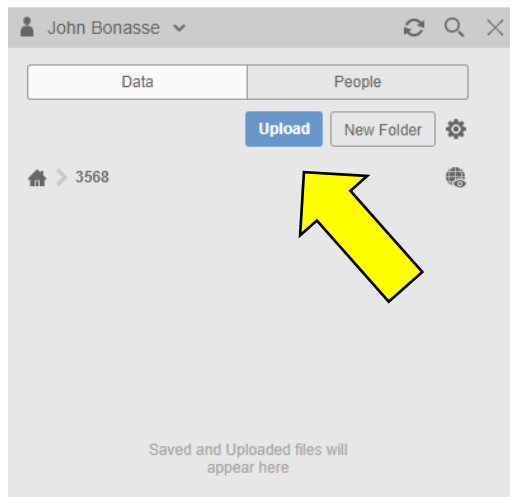 John Bonasse
Data People
Upload New Folder
3568
Saved and Uploaded files will
appear here